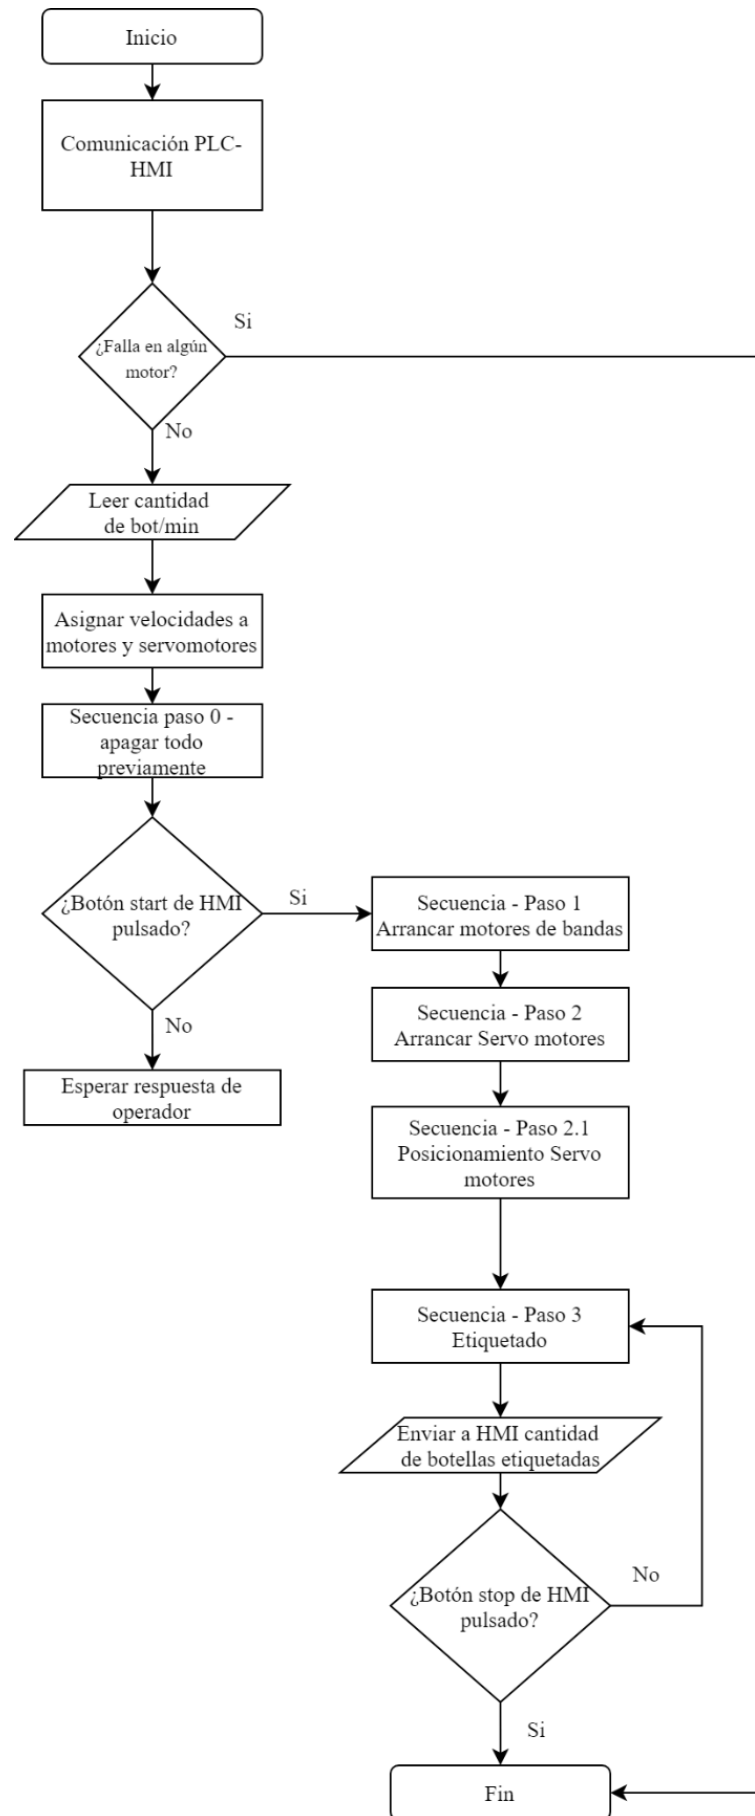 Inicio
Comunicación PLC-
HMI
Si
¿Falla en algún
motor?
No
Leer cantidad
de bot/min
Asignar velocidades a
motores y servomotores
Secuencia paso 0 -
apagar todo
previamente
¿Botón start de HMI
pulsado?
Si
No
Esperar respuesta de
operador
Secuencia - Paso 1
Arrancar motores de bandas
Secuencia - Paso 2
Arrancar Servo motores
Secuencia - Paso 2.1
Posicionamiento Servo
motores
Secuencia - Paso 3
Etiquetado
Enviar a HMI cantidad
de botellas etiquetadas
¿Botón stop de HMI
pulsado?
No
Si
Fin